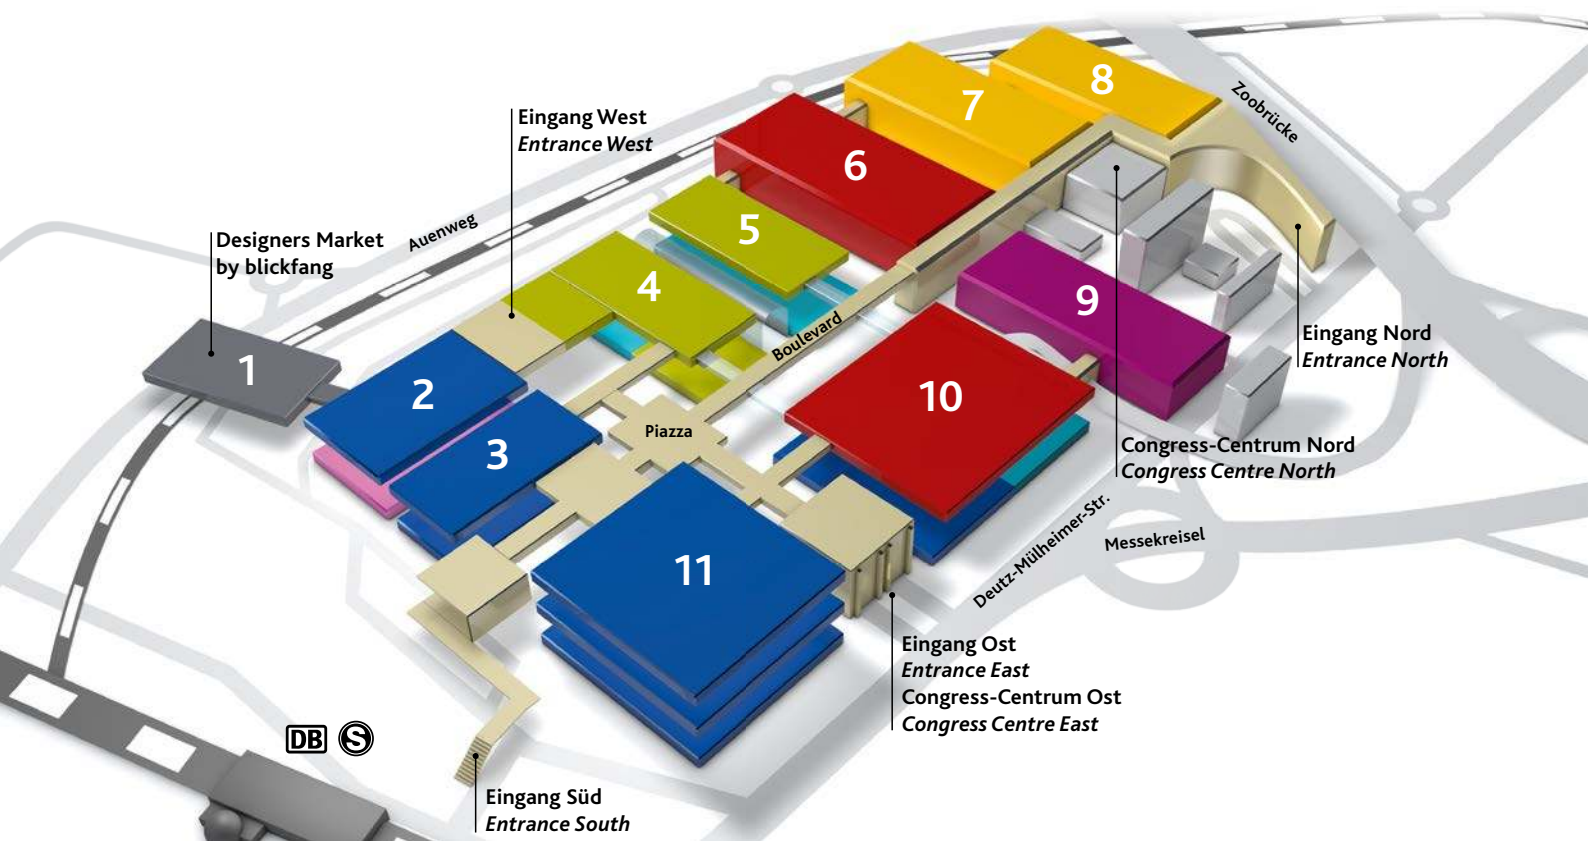 8
7
Zoobrücke
Eingang West
Entrance West
6
5
Auenweg
Designers Market
by blickfang
4
9
Boulevard
Eingang Nord
Entrance North
1
2
10
Piazza
3
Congress-Centrum Nord
Congress Centre North
Deutz-Mülheimer-Str.
Messekreisel
11
Eingang Ost
Entrance East
Congress-Centrum Ost
Congress Centre East
DB S
Eingang Süd
Entrance South